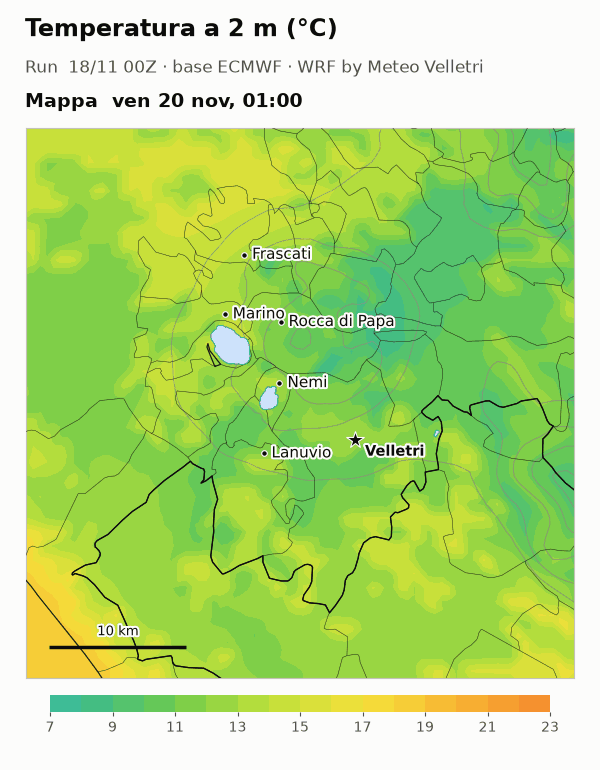 Temperatura a 2 m (°C)
Run  18/11 00Z · base ECMWF · WRF by Meteo Velletri
Mappa  ven 20 nov, 01:00
Frascati
Marino
Rocca di Papa
Nemi
Velletri
Lanuvio
10 km
7 9 11 13 15 17 19 21 23